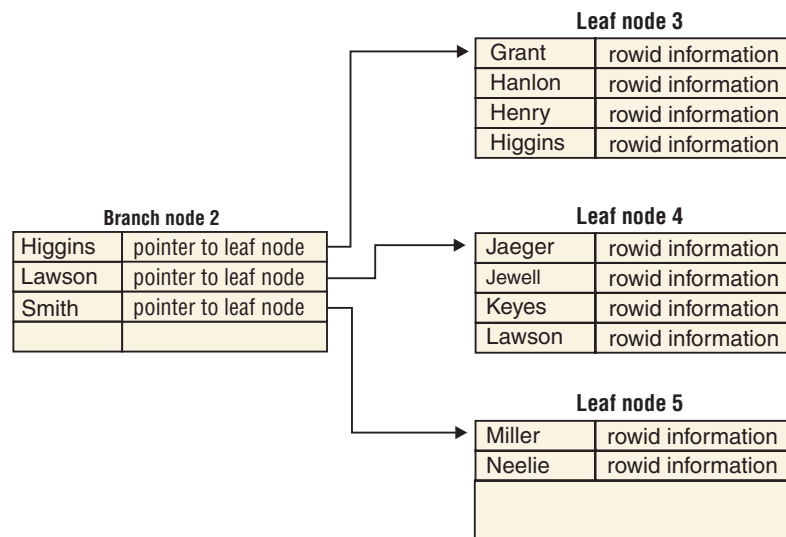 Leaf node 3
Grant rowid information
Hanlon rowid information
Henry rowid information
Higgins rowid information
Branch node 2
Higgins pointer to leaf node
Lawson pointer to leaf node
Smith pointer to leaf node
Leaf node 4
Jaeger rowid information
Jewell rowid information
Keyes rowid information
Lawson rowid information
Leaf node 5
Miller rowid information
Neelie rowid information